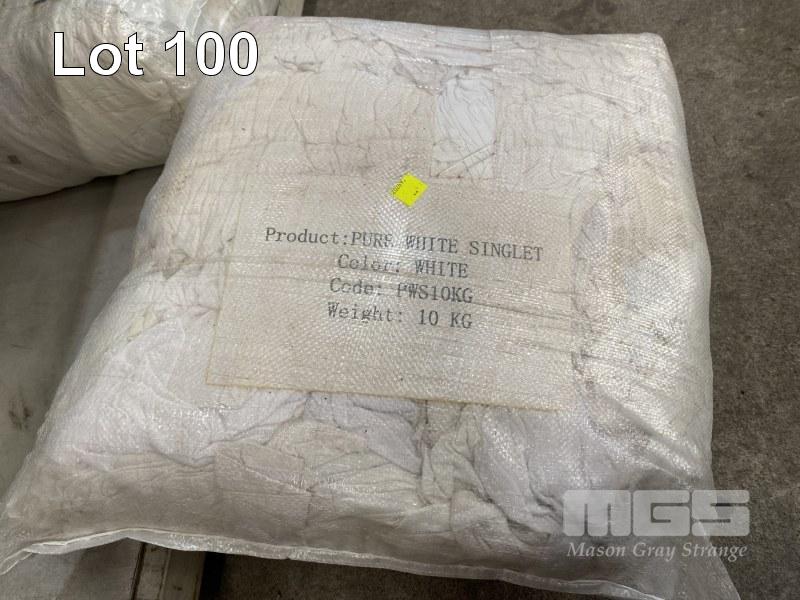 Lot 100
Product:PURE WHITE SINGLET
Color: WHITE
Code: PWS10KG
Weight: 10 KG
MGS
Mason Gray Strange